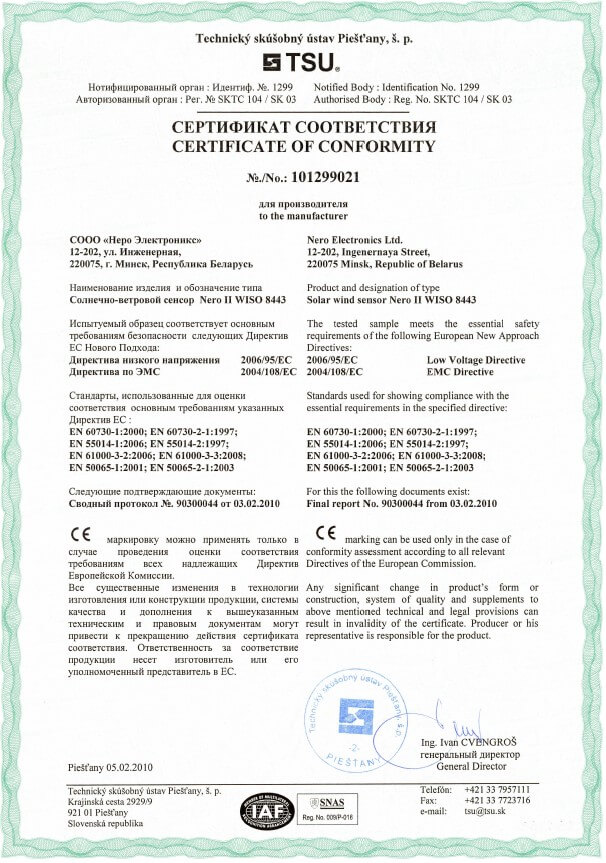 Technický skúšobný ústav Piešťany, š. p.
TSU®
Нотифицированный орган : Идентиф. №. 1299
Авторизованный орган : Рег. № SKTC 104 / SK 03
Notified Body : Identification No. 1299
Authorised Body : Reg. No. SKTC 104 / SK 03
СЕРТИФИКАТ СООТВЕТСТВИЯ
CERTIFICATE OF CONFORMITY
№./No.: 101299021
для производителя
to the manufacturer
СООО «Неро Электроникс»
12-202, ул. Инженерная,
220075, г. Минск, Республика Беларусь
Nero Electronics Ltd.
12-202, Ingenernaya Street,
220075 Minsk, Republic of Belarus
Наименование изделия и обозначение типа
Солнечно-ветровой сенсор Nero II WISO 8443
Product and designation of type
Solar wind sensor Nero II WISO 8443
Испытуемый образец соответствует основным
требованиям безопасности следующих Директив
ЕС Нового Подхода:
Директива низкого напряжения 2006/95/EC
Директива по ЭМС 2004/108/EC
The tested sample meets the essential safety
requirements of the following European New Approach
Directives:
2006/95/EC Low Voltage Directive
2004/108/EC EMC Directive
Стандарты, использованные для оценки
соответствия основным требованиям указанных
Директив ЕС :
EN 60730-1:2000; EN 60730-2-1:1997;
EN 55014-1:2006; EN 55014-2:1997;
EN 61000-3-2:2006; EN 61000-3-3:2008;
EN 50065-1:2001; EN 50065-2-1:2003
Standards used for showing compliance with the
essential requirements in the specified directive:
EN 60730-1:2000; EN 60730-2-1:1997;
EN 55014-1:2006; EN 55014-2:1997;
EN 61000-3-2:2006; EN 61000-3-3:2008;
EN 50065-1:2001; EN 50065-2-1:2003
Следующие подтверждающие документы:
Сводный протокол №. 90300044 от 03.02.2010
For this the following documents exist:
Final report No. 90300044 from 03.02.2010
CE маркировку можно применять только в
случае проведения оценки соответствия
требованиям всех надлежащих Директив
Европейской Комиссии.
Все существенные изменения в технологии
изготовления или конструкции продукции, системы
качества и дополнения к вышеуказанным
техническим и правовым документам могут
привести к прекращению действия сертификата
соответствия. Ответственность за соответствие
продукции несет изготовитель или его
уполномоченный представитель в ЕС.
CE marking can be used only in the case of
conformity assessment according to all relevant
Directives of the European Commission.
Any significant change in product's form or
construction, system of quality and supplements to
above mentioned technical and legal provisions can
result in invalidity of the certificate. Producer or his
representative is responsible for the product.
Technický skúšobný ústav Piešťany, š.p.
-2-
PIEŠŤANY
Ing. Ivan CVENGROŠ
генеральный директор
General Director
Piešťany 05.02.2010
Technický skúšobný ústav Piešťany, š.p.
Krajinská cesta 2929/9
921 01 Piešťany
Slovenská republika
IAF
SNAS
Reg. No. 009/P-016
Telefón: +421 33 7957111
Fax: +421 33 7723716
e-mail: tsu@tsu.sk